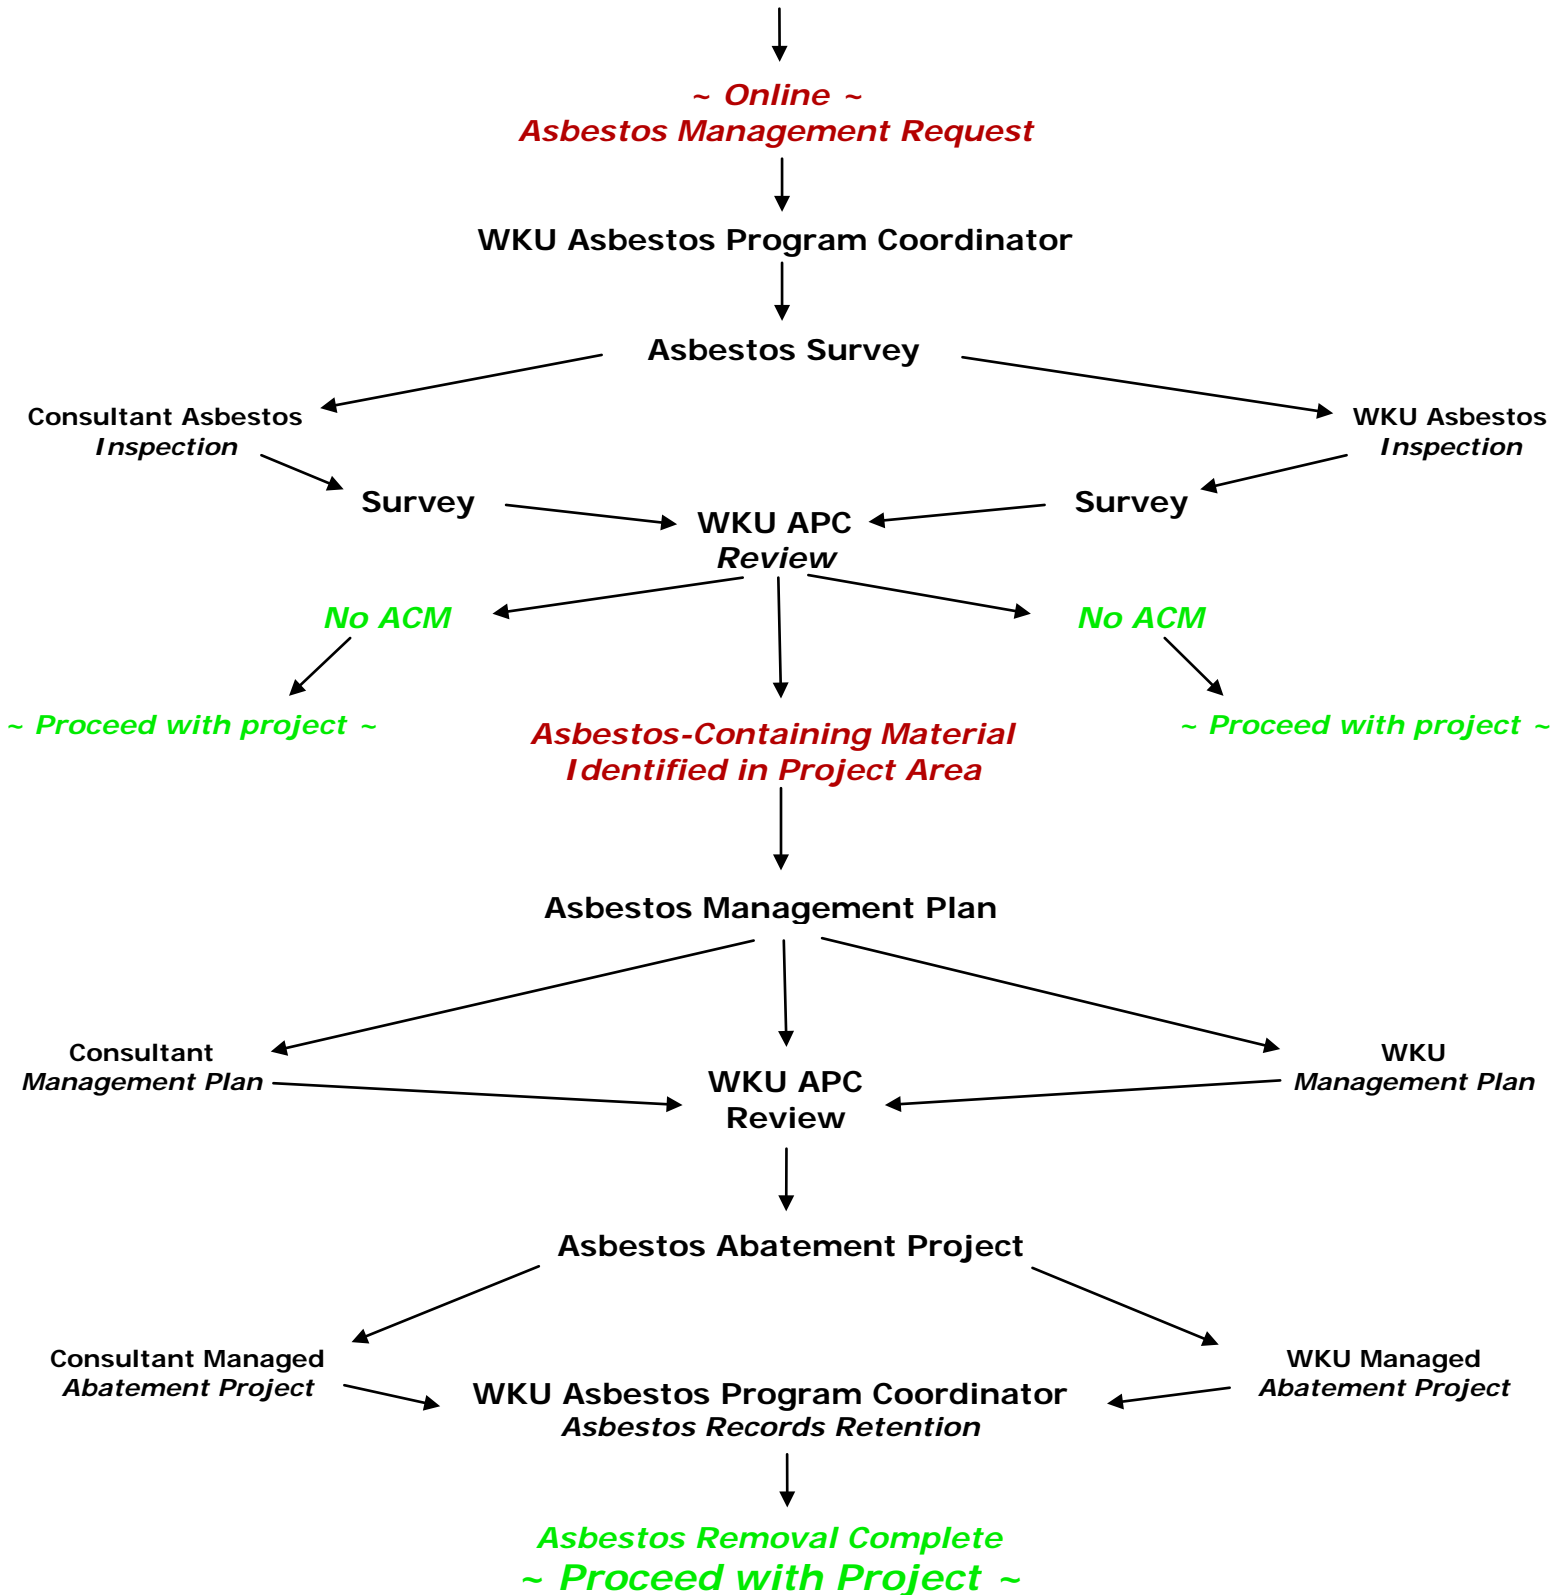 ~ Online ~
Asbestos Management Request
WKU Asbestos Program Coordinator
Asbestos Survey
Consultant Asbestos
Inspection
WKU Asbestos
Inspection
Survey
Survey
WKU APC
Review
No ACM
No ACM
~ Proceed with project ~
~ Proceed with project ~
Asbestos-Containing Material
Identified in Project Area
Asbestos Management Plan
Consultant
Management Plan
WKU APC
Review
WKU
Management Plan
Asbestos Abatement Project
Consultant Managed
Abatement Project
WKU Managed
Abatement Project
WKU Asbestos Program Coordinator
Asbestos Records Retention
Asbestos Removal Complete
~ Proceed with Project ~